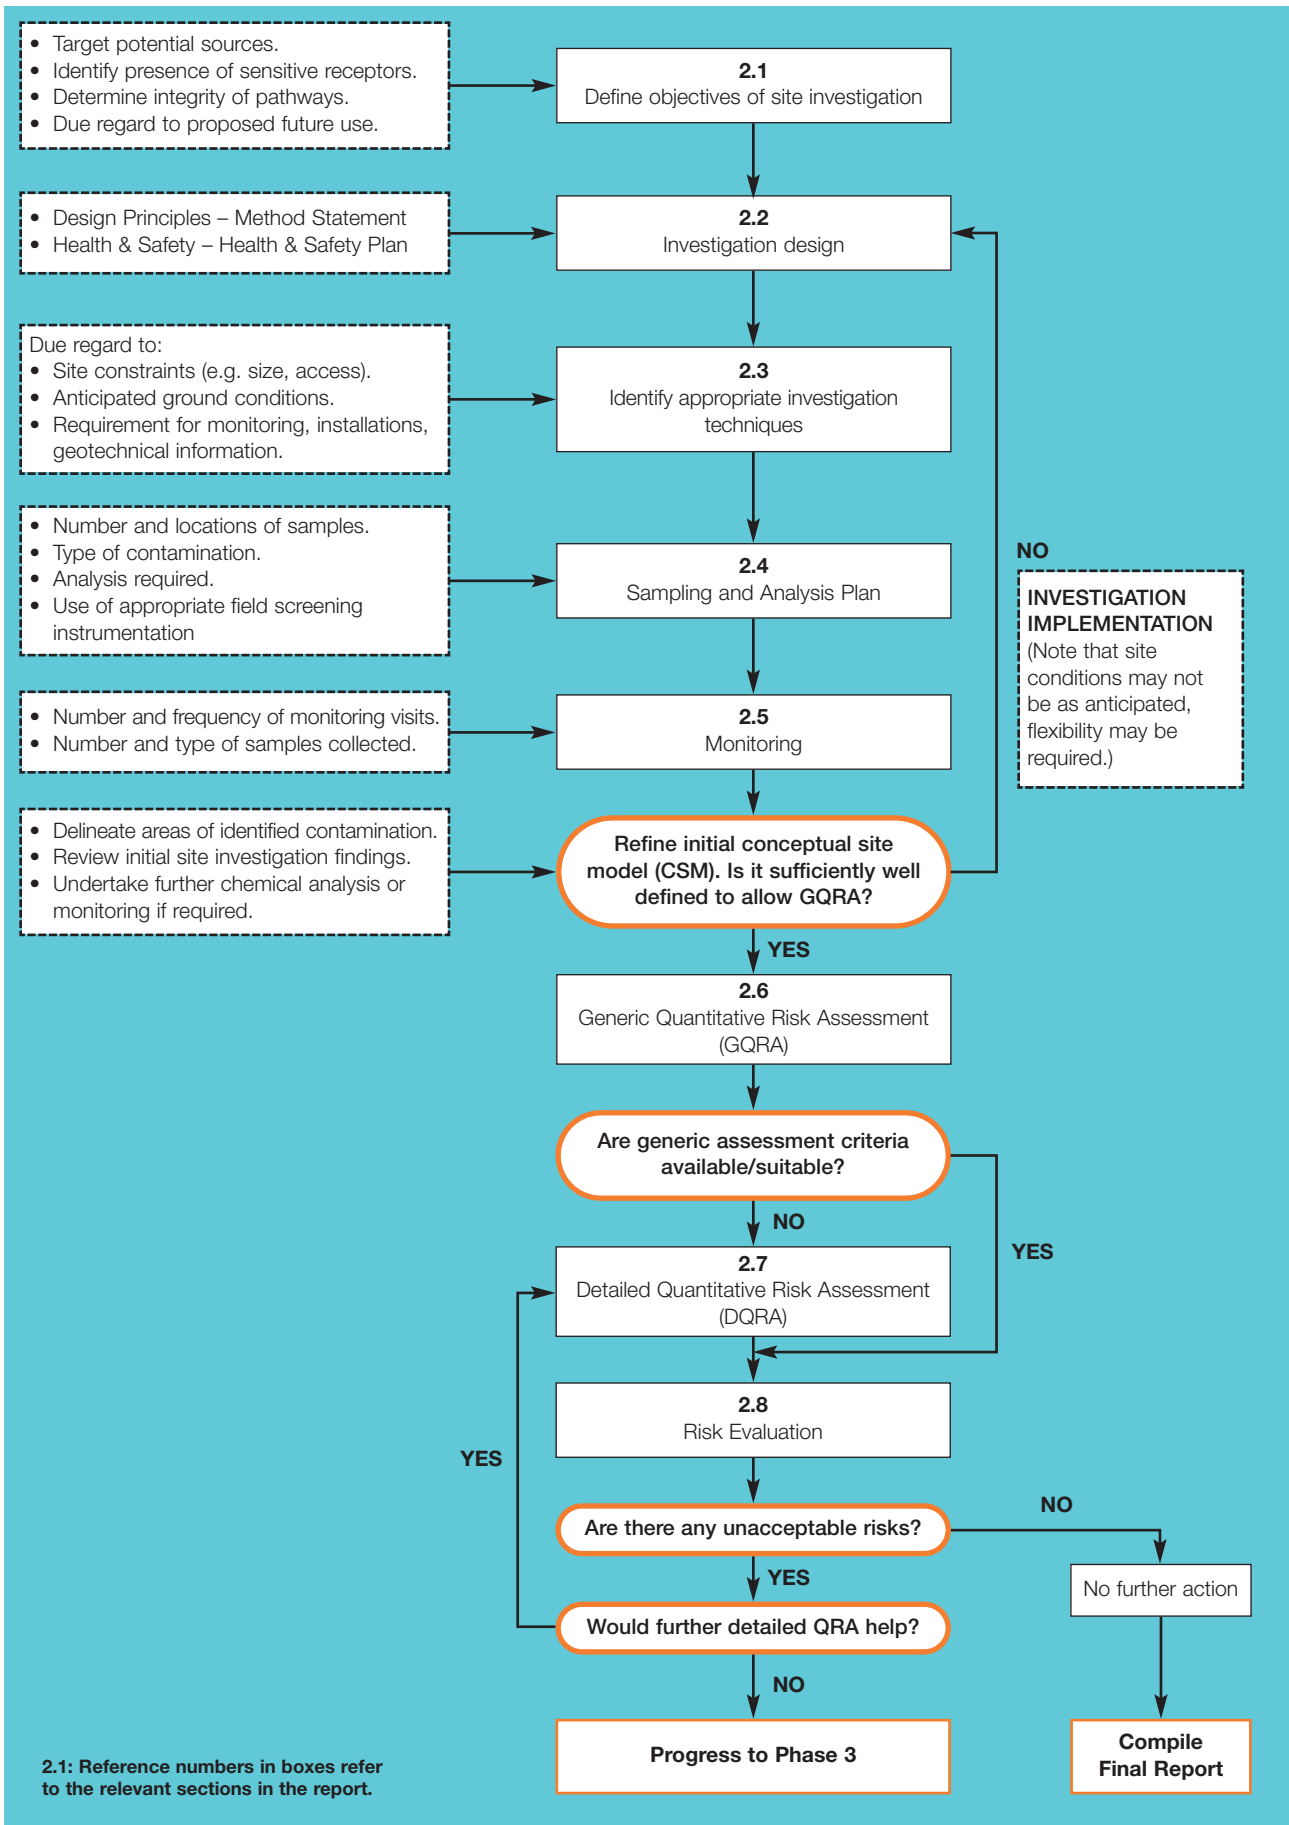 • Target potential sources.
• Identify presence of sensitive receptors.
• Determine integrity of pathways.
• Due regard to proposed future use.
2.1
Define objectives of site investigation
• Design Principles – Method Statement
• Health & Safety – Health & Safety Plan
2.2
Investigation design
Due regard to:
• Site constraints (e.g. size, access).
• Anticipated ground conditions.
• Requirement for monitoring, installations,
geotechnical information.
2.3
Identify appropriate investigation
techniques
• Number and locations of samples.
• Type of contamination.
• Analysis required.
• Use of appropriate field screening
instrumentation
2.4
Sampling and Analysis Plan
NO
INVESTIGATION
IMPLEMENTATION
(Note that site
conditions may not
be as anticipated,
flexibility may be
required.)
• Number and frequency of monitoring visits.
• Number and type of samples collected.
2.5
Monitoring
• Delineate areas of identified contamination.
• Review initial site investigation findings.
• Undertake further chemical analysis or
monitoring if required.
Refine initial conceptual site
model (CSM). Is it sufficiently well
defined to allow GQRA?
YES
2.6
Generic Quantitative Risk Assessment
(GQRA)
Are generic assessment criteria
available/suitable?
NO
YES
2.7
Detailed Quantitative Risk Assessment
(DQRA)
2.8
Risk Evaluation
YES
Are there any unacceptable risks?
NO
YES
No further action
Would further detailed QRA help?
NO
Progress to Phase 3
Compile
Final Report
2.1: Reference numbers in boxes refer
to the relevant sections in the report.